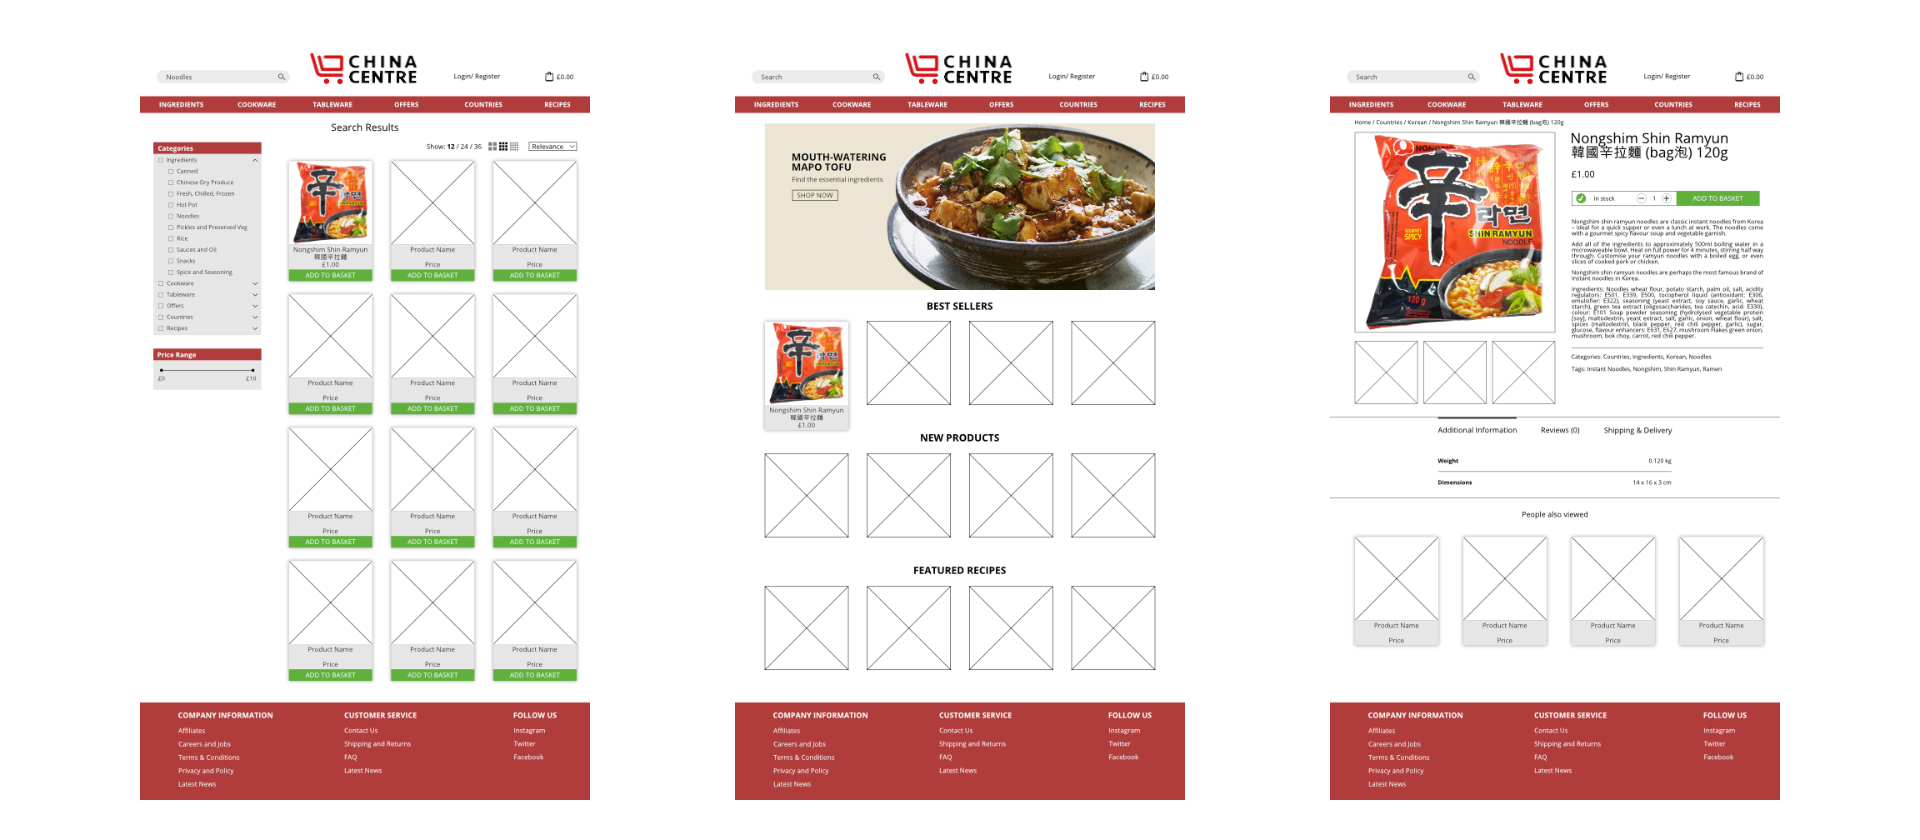 CHINA
CENTRE
Noodles
Login/ Register
£0.00
INGREDIENTS COOKWARE TABLEWARE OFFERS COUNTRIES RECIPES
Search Results
Show: 12 / 24 / 36
Relevance
Categories
Ingredients
Canned
Chinese Dry Produce
Fresh, Chilled, Frozen
Hot Pot
Noodles
Pickles and Preserved Veg
Rice
Sauces and Oil
Snacks
Spice and Seasoning
Cookware
Tableware
Offers
Countries
Recipes
Price Range
£0 £10
辛
라면
Nongshim Shin Ramyun
韓國辛拉麵
£1.00
ADD TO BASKET
Product Name
Price
ADD TO BASKET
Product Name
Price
ADD TO BASKET
Product Name
Price
ADD TO BASKET
Product Name
Price
ADD TO BASKET
Product Name
Price
ADD TO BASKET
Product Name
Price
ADD TO BASKET
Product Name
Price
ADD TO BASKET
Product Name
Price
ADD TO BASKET
Product Name
Price
ADD TO BASKET
Product Name
Price
ADD TO BASKET
Product Name
Price
ADD TO BASKET
COMPANY INFORMATION
Affiliates
Careers and Jobs
Terms & Conditions
Privacy and Policy
Latest News
CUSTOMER SERVICE
Contact Us
Shipping and Returns
FAQ
Latest News
FOLLOW US
Instagram
Twitter
Facebook
CHINA
CENTRE
Search
Login/ Register
£0.00
INGREDIENTS COOKWARE TABLEWARE OFFERS COUNTRIES RECIPES
MOUTH-WATERING
MAPO TOFU
Find the essential ingredients
SHOP NOW
BEST SELLERS
辛
라면
Nongshim Shin Ramyun
韓國辛拉麵
£1.00
NEW PRODUCTS
FEATURED RECIPES
COMPANY INFORMATION
Affiliates
Careers and Jobs
Terms & Conditions
Privacy and Policy
Latest News
CUSTOMER SERVICE
Contact Us
Shipping and Returns
FAQ
Latest News
FOLLOW US
Instagram
Twitter
Facebook
CHINA
CENTRE
Search
Login/ Register
£0.00
INGREDIENTS COOKWARE TABLEWARE OFFERS COUNTRIES RECIPES
Home / Countries / Korean / Nongshim Shin Ramyun 韓國辛拉麵 (bag泡) 120g
辛
라면
GOURMET
SPICY
SHIN RAMYUN
NOODLE
120 g
Nongshim Shin Ramyun
韓國辛拉麵 (bag泡) 120g
£1.00
In stock
1
ADD TO BASKET
Nongshim shin ramyun noodles are classic instant noodles from Korea
– ideal for a quick supper or even a lunch at work. The noodles come
with a gourmet spicy flavour soup and vegetable garnish.
Add all of the ingredients to approximately 500ml boiling water in a
microwaveable bowl. Heat on full power for 4 minutes, stirring half way
through. Customise your ramyun noodles with a boiled egg, or even
slices of cooked pork or chicken.
Nongshim shin ramyun noodles are perhaps the most famous brand of
instant noodles in Korea.
Ingredients: Noodles wheat flour, potato starch, palm oil, salt, acidity
regulators: E501, E339, E500, tocopherol liquid (antioxidant: E306,
emulsifier: E322), seasoning (yeast extract, soy sauce, garlic, wheat
starch), green tea extract (oligosaccharides, tea catechin, acid: E330),
colour: E101 Soup powder seasoning (hydrolysed vegetable protein
[soy], maltodextrin, yeast extract, salt, garlic, onion, wheat flour), salt,
spices (maltodextrin, black pepper, red chili pepper, garlic), sugar,
glucose, flavour enhancers: E631, E627, mushroom Flakes green onion,
mushroom, bok choy, carrot, red chili pepper.
Categories: Countries, Ingredients, Korean, Noodles
Tags: Instant Noodles, Nongshim, Shin Ramyun, Ramen
Additional Information Reviews (0) Shipping & Delivery
Weight 0.120 kg
Dimensions 14 x 16 x 3 cm
People also viewed
Product Name
Price
Product Name
Price
Product Name
Price
Product Name
Price
COMPANY INFORMATION
Affiliates
Careers and Jobs
Terms & Conditions
Privacy and Policy
Latest News
CUSTOMER SERVICE
Contact Us
Shipping and Returns
FAQ
Latest News
FOLLOW US
Instagram
Twitter
Facebook